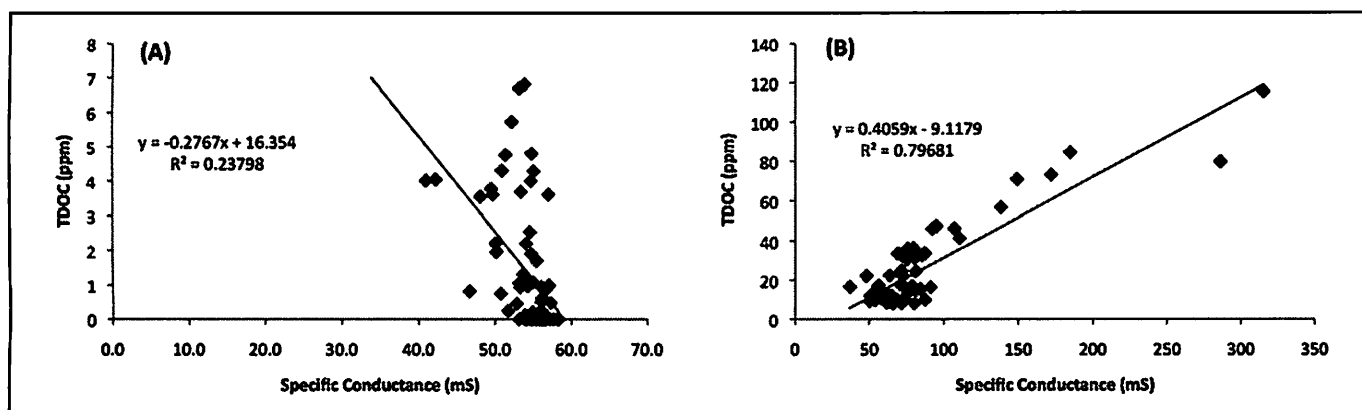 (A)
8
7
6
5
4
3
2
1
0
TDOC (ppm)
y = -0.2767x + 16.354
R² = 0.23798
0.0 10.0 20.0 30.0 40.0 50.0 60.0 70.0
Specific Conductance (mS)
(B)
140
120
100
80
60
40
20
0
TDOC (ppm)
y = 0.4059x - 9.1179
R² = 0.79681
0 50 100 150 200 250 300 350
Specific Conductance (mS)